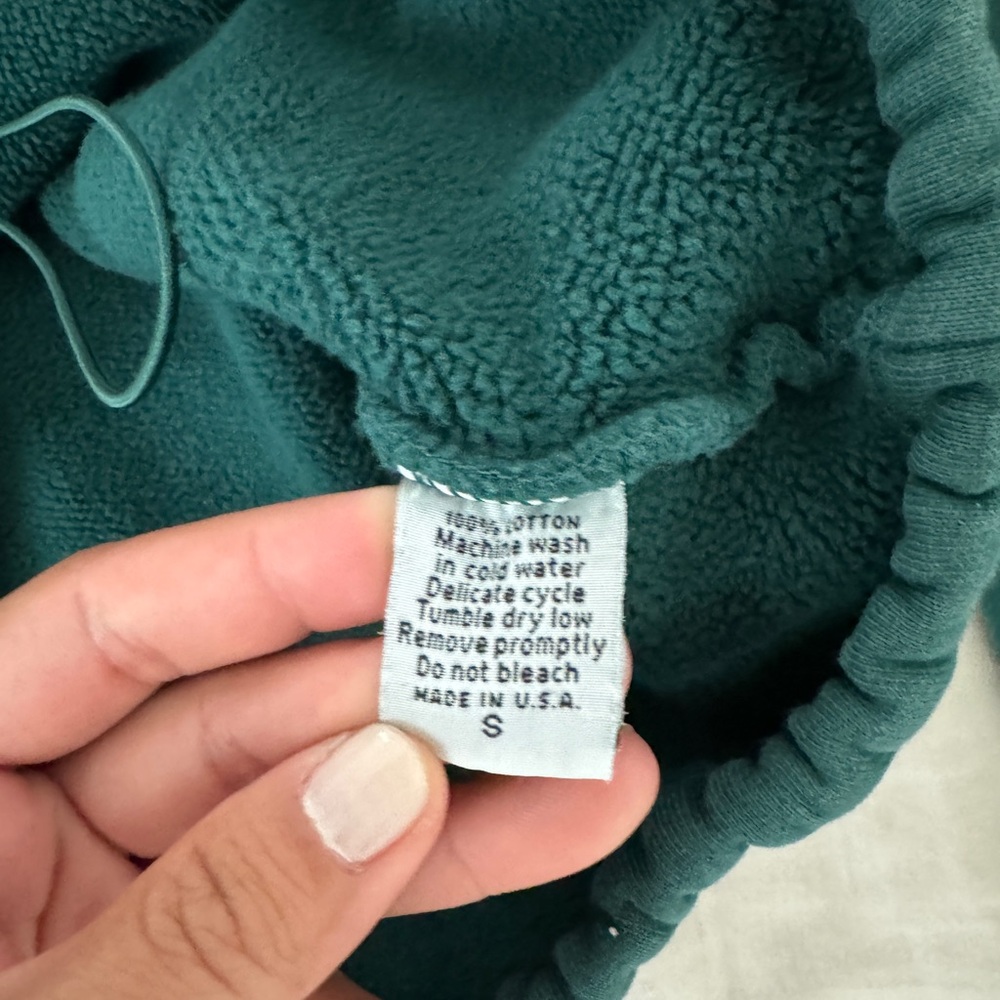 100% COTTON
Machine wash
in cold water
Delicate cycle
Tumble dry low
Remove promptly
Do not bleach
MADE IN U.S.A.
S